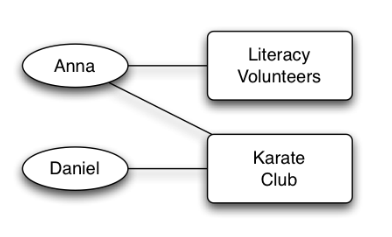 Anna
Literacy
Volunteers
Daniel
Karate
Club